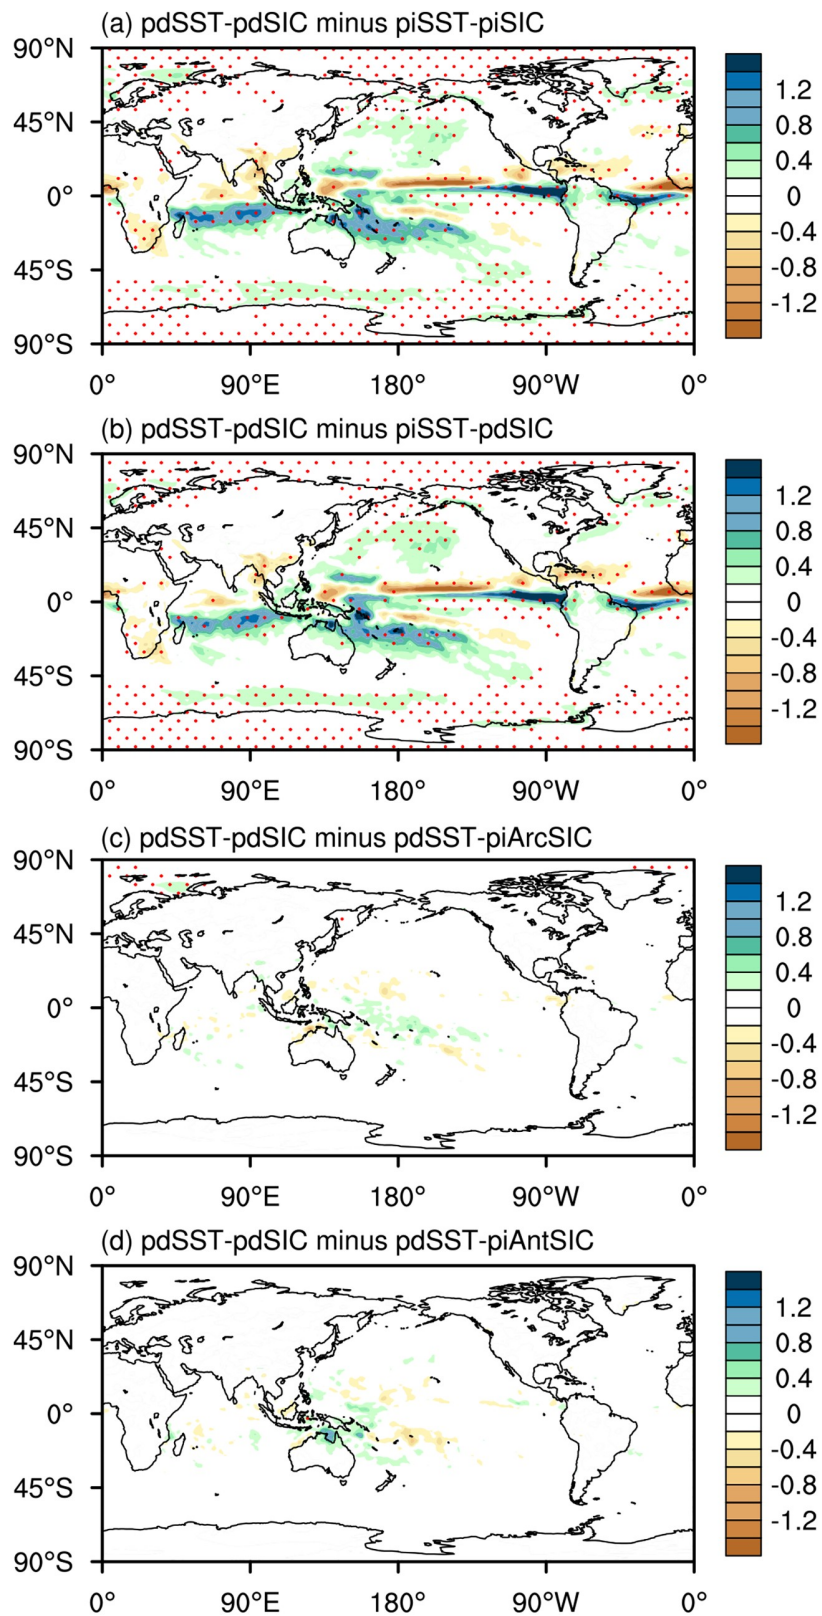 (a) pdSST-pdSIC minus piSST-piSIC
90°N
45°N
0°
45°S
90°S
0° 90°E 180° 90°W 0°
1.2
0.8
0.4
0
-0.4
-0.8
-1.2
(b) pdSST-pdSIC minus piSST-pdSIC
90°N
45°N
0°
45°S
90°S
0° 90°E 180° 90°W 0°
1.2
0.8
0.4
0
-0.4
-0.8
-1.2
(c) pdSST-pdSIC minus pdSST-piArcSIC
90°N
45°N
0°
45°S
90°S
0° 90°E 180° 90°W 0°
1.2
0.8
0.4
0
-0.4
-0.8
-1.2
(d) pdSST-pdSIC minus pdSST-piAntSIC
90°N
45°N
0°
45°S
90°S
0° 90°E 180° 90°W 0°
1.2
0.8
0.4
0
-0.4
-0.8
-1.2